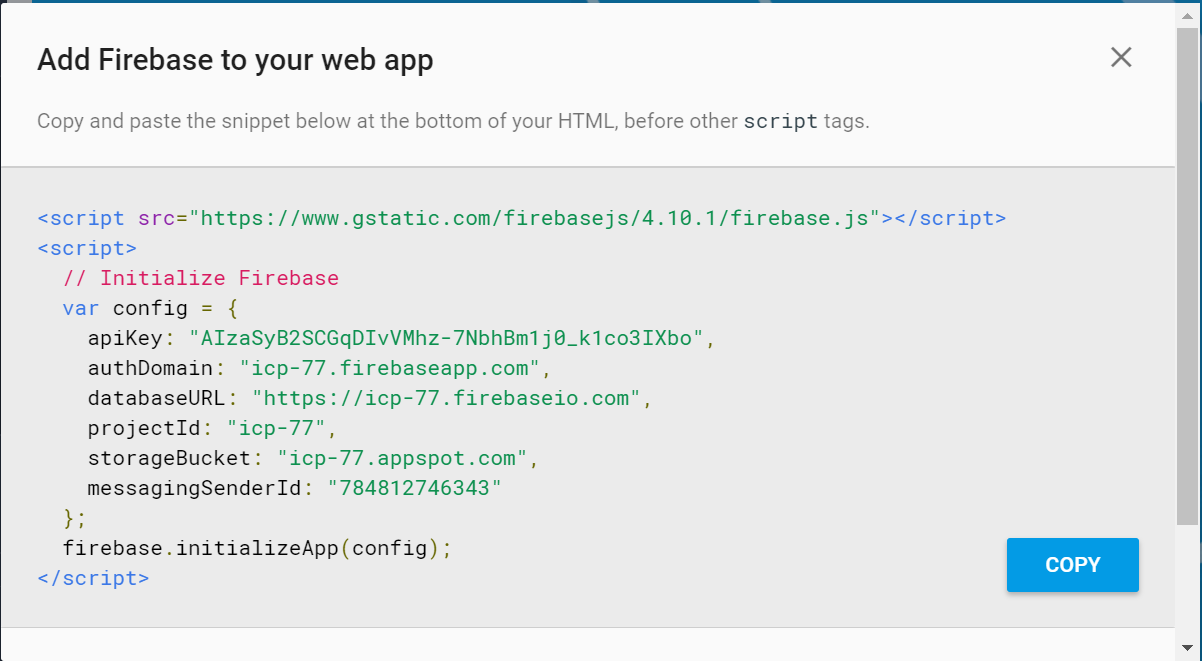 Add Firebase to your web app
Copy and paste the snippet below at the bottom of your HTML, before other script tags.
<script src="https://www.gstatic.com/firebasejs/4.10.1/firebase.js"></script>
<script>
  // Initialize Firebase
  var config = {
    apiKey: "AIzaSyB2SCGqDIvVMhz-7NbhBm1j0_k1co3IXbo",
    authDomain: "icp-77.firebaseapp.com",
    databaseURL: "https://icp-77.firebaseio.com",
    projectId: "icp-77",
    storageBucket: "icp-77.appspot.com",
    messagingSenderId: "784812746343"
  };
  firebase.initializeApp(config);
</script>
COPY